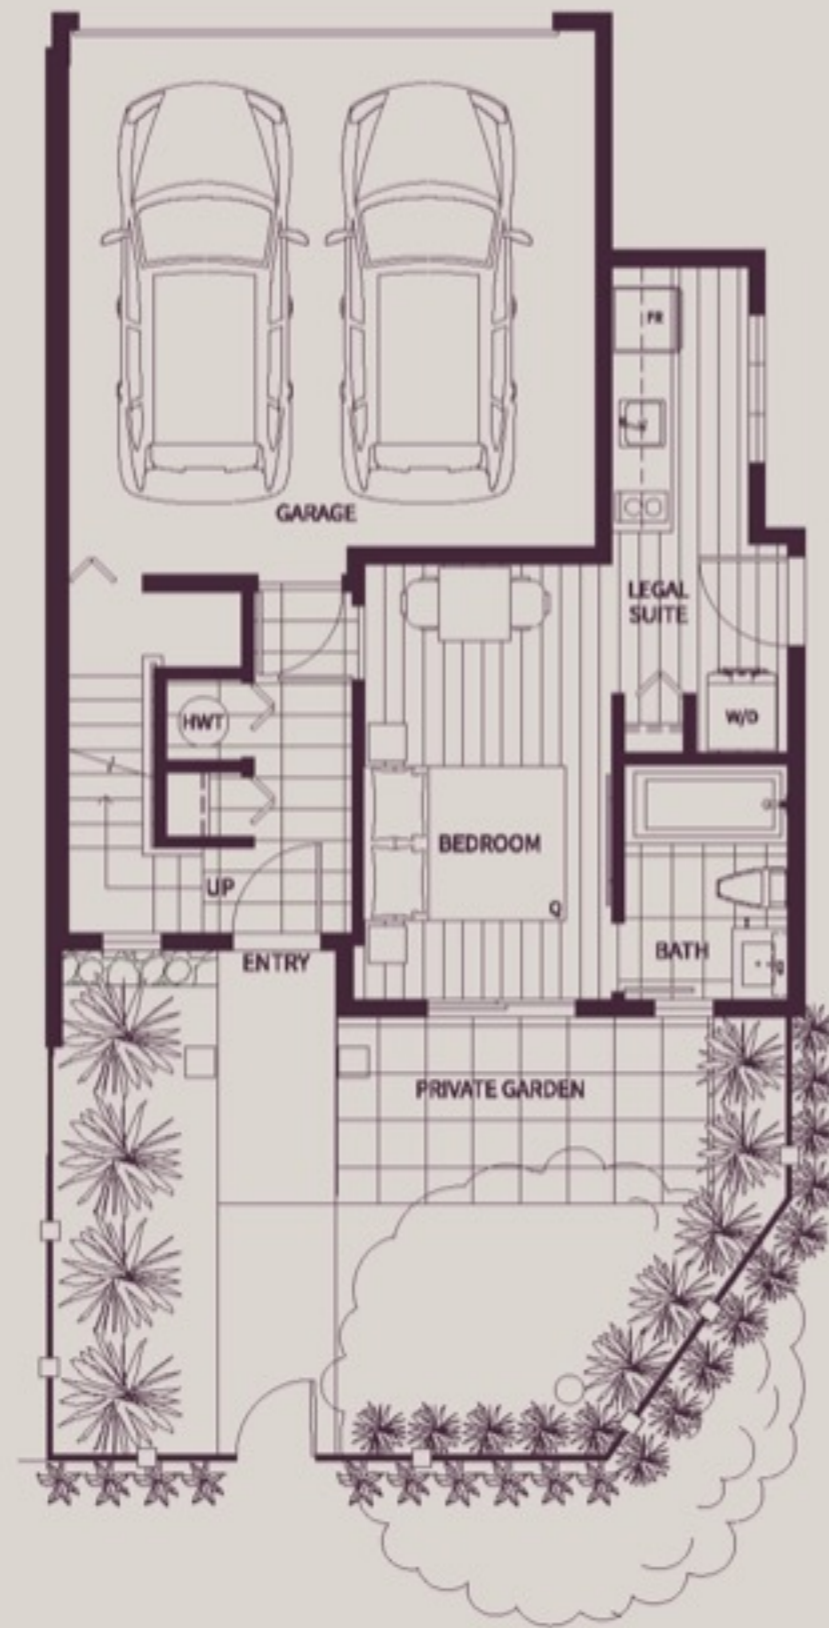 FR
GARAGE
LEGAL
SUITE
HWT
W/D
BEDROOM
UP
Q
BATH
ENTRY
PRIVATE GARDEN